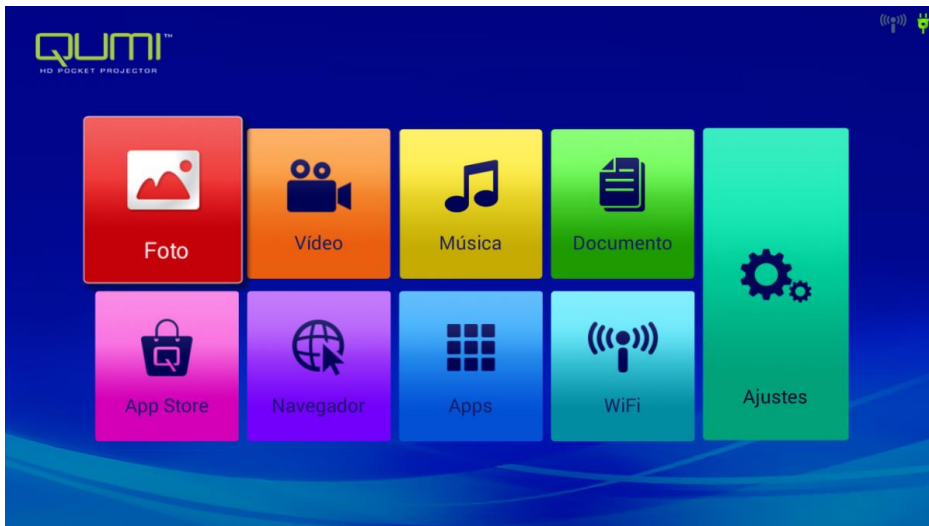 QUMI™
HD POCKET PROJECTOR
Foto
Vídeo
Música
Documento
Ajustes
App Store
Navegador
Apps
WiFi